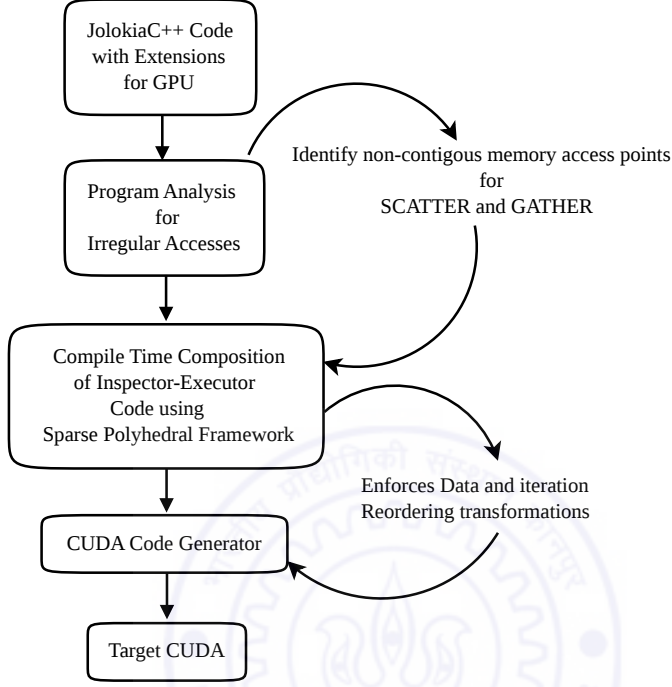 JolokiaC++ Code
with Extensions
for GPU
Identify non-contigous memory access points
for
SCATTER and GATHER
Program Analysis
for
Irregular Accesses
Compile Time Composition
of Inspector-Executor
Code using
Sparse Polyhedral Framework
Enforces Data and iteration
Reordering transformations
CUDA Code Generator
Target CUDA
भारतीय प्रौद्योगिकी संस्थान कानपुर